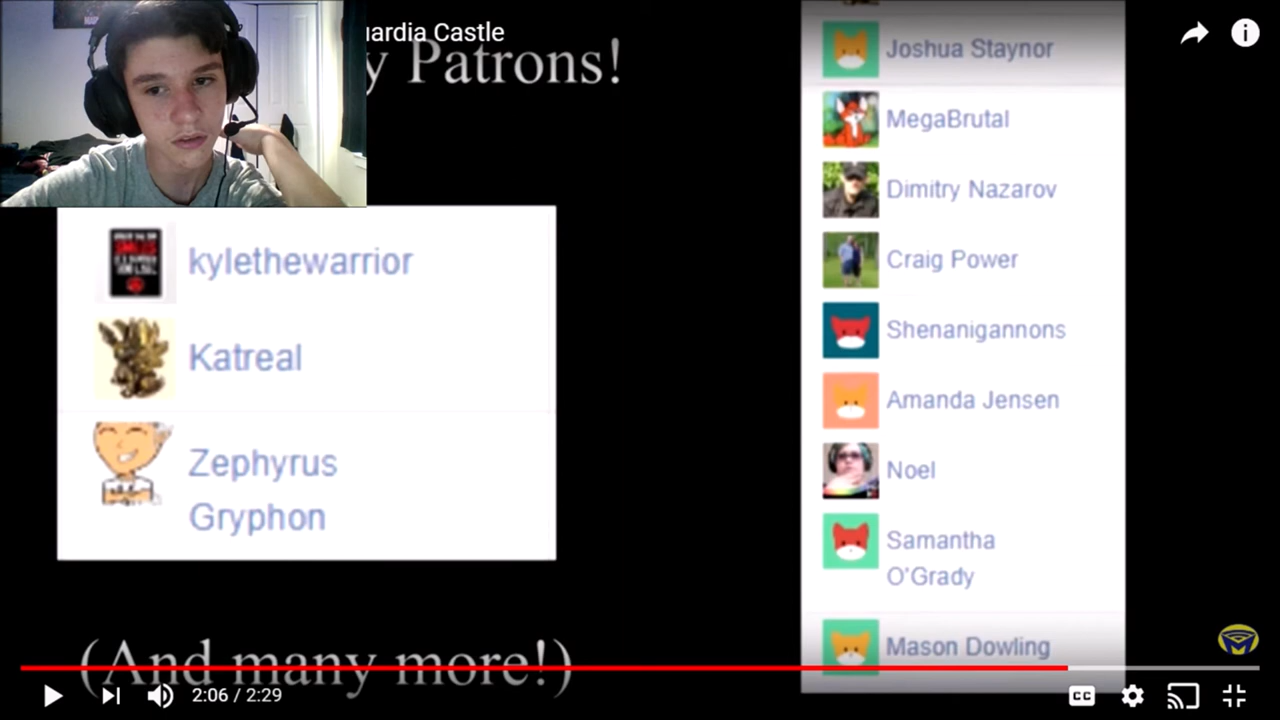 uardia Castle
y Patrons!
kylethewarrior
Katreal
Zephyrus
Gryphon
(And many more!)
Joshua Staynor
MegaBrutal
Dimitry Nazarov
Craig Power
Shenanigannons
Amanda Jensen
Noel
Samantha
O'Grady
Mason Dowling
2:06 / 2:29
CC